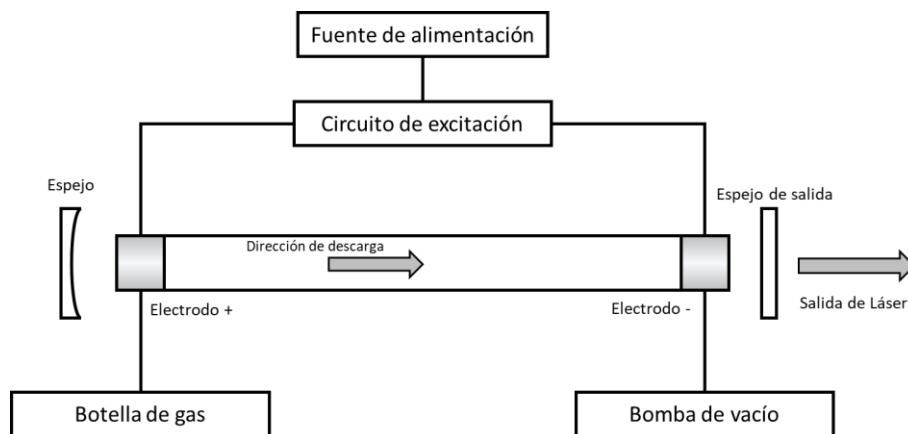 Fuente de alimentación
Circuito de excitación
Espejo
Espejo de salida
Dirección de descarga
Electrodo +
Electrodo -
Salida de Láser
Botella de gas
Bomba de vacío